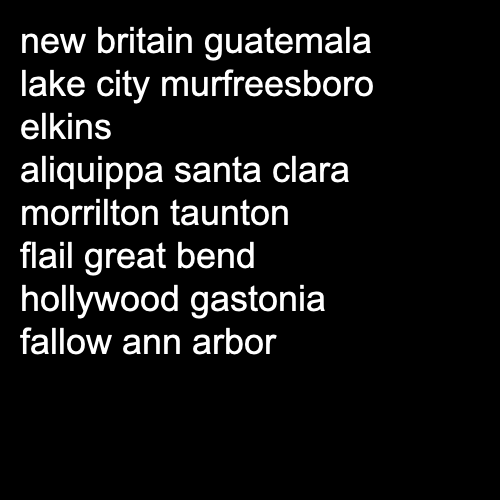 new britain guatemala
lake city murfreesboro
elkins
aliquippa santa clara
morrilton taunton
flail great bend
hollywood gastonia
fallow ann arbor